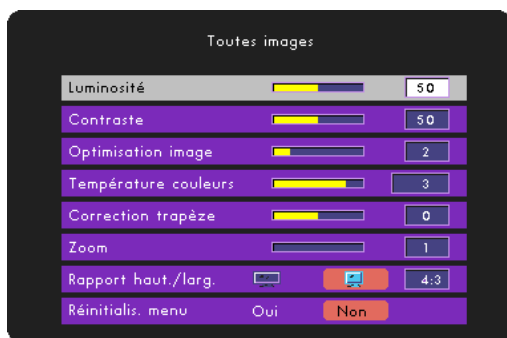 Toutes images
Luminosité 50
Contraste 50
Optimisation image 2
Température couleurs 3
Correction trapèze 0
Zoom 1
Rapport haut./larg. 4:3
Réinitialis. menu Oui Non